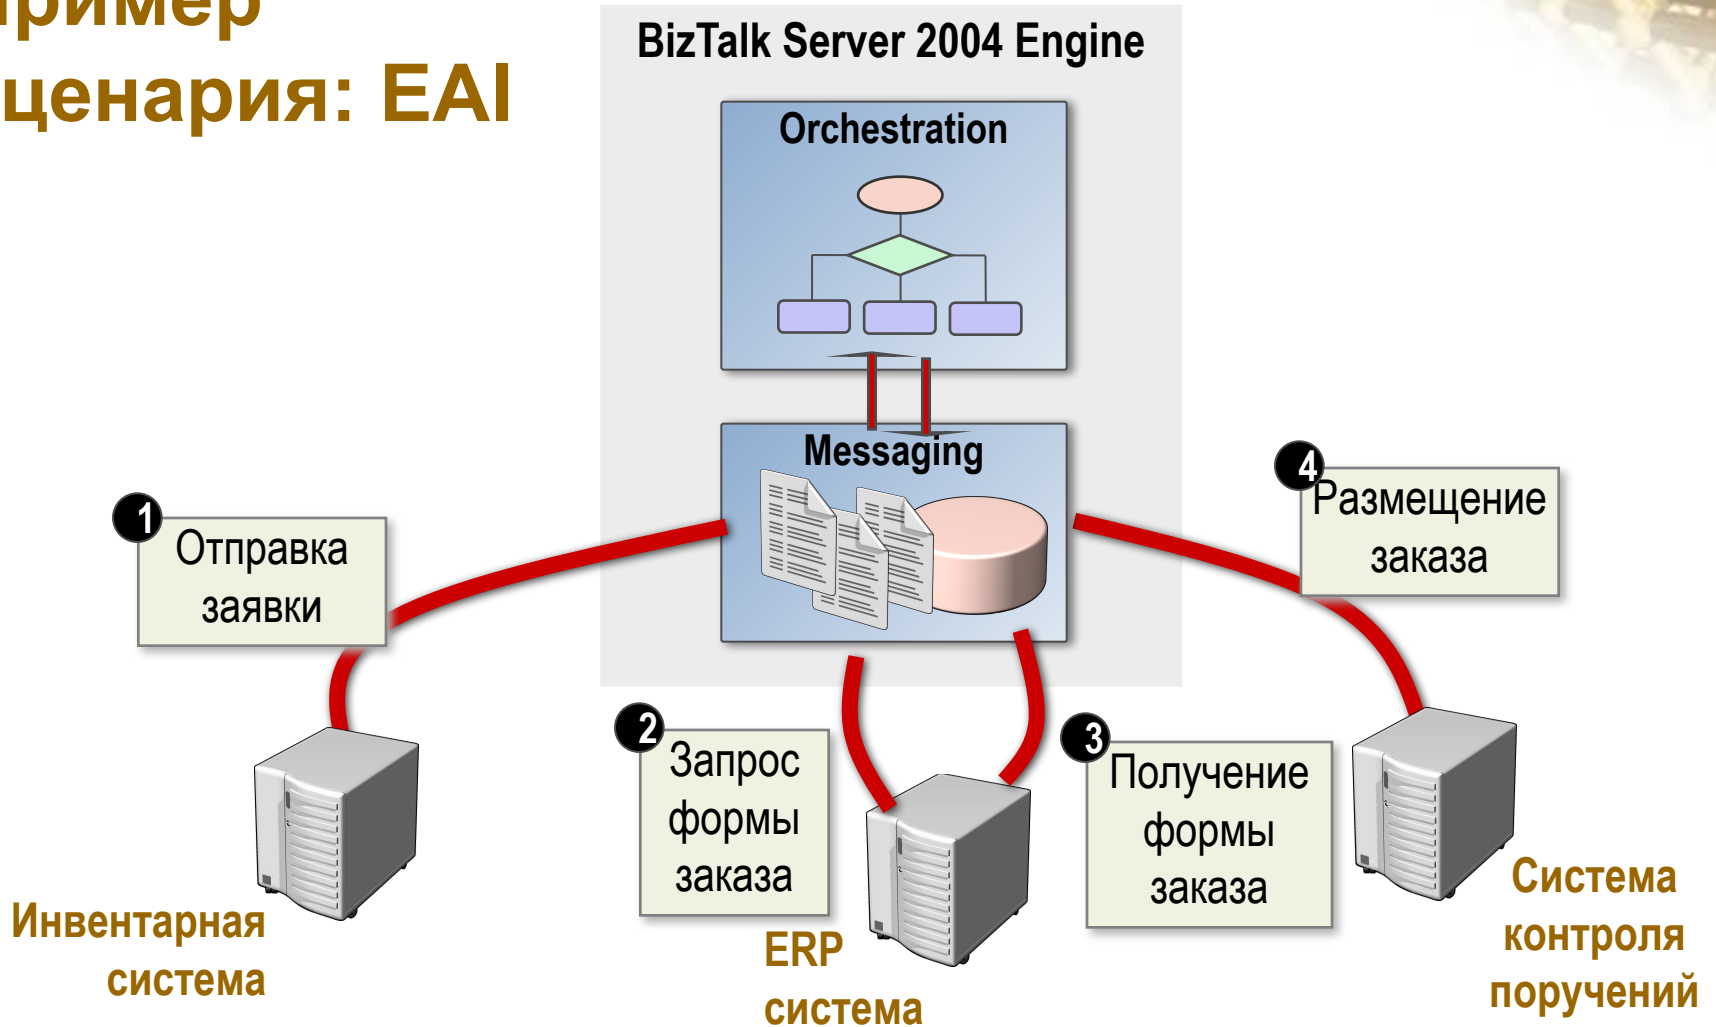 ример
ценария: EAI
BizTalk Server 2004 Engine
Orchestration
Messaging
1
Отправка
заявки
2
Запрос
формы
заказа
3
Получение
формы
заказа
4
Размещение
заказа
Инвентарная
система
ERP
система
Система
контроля
поручений